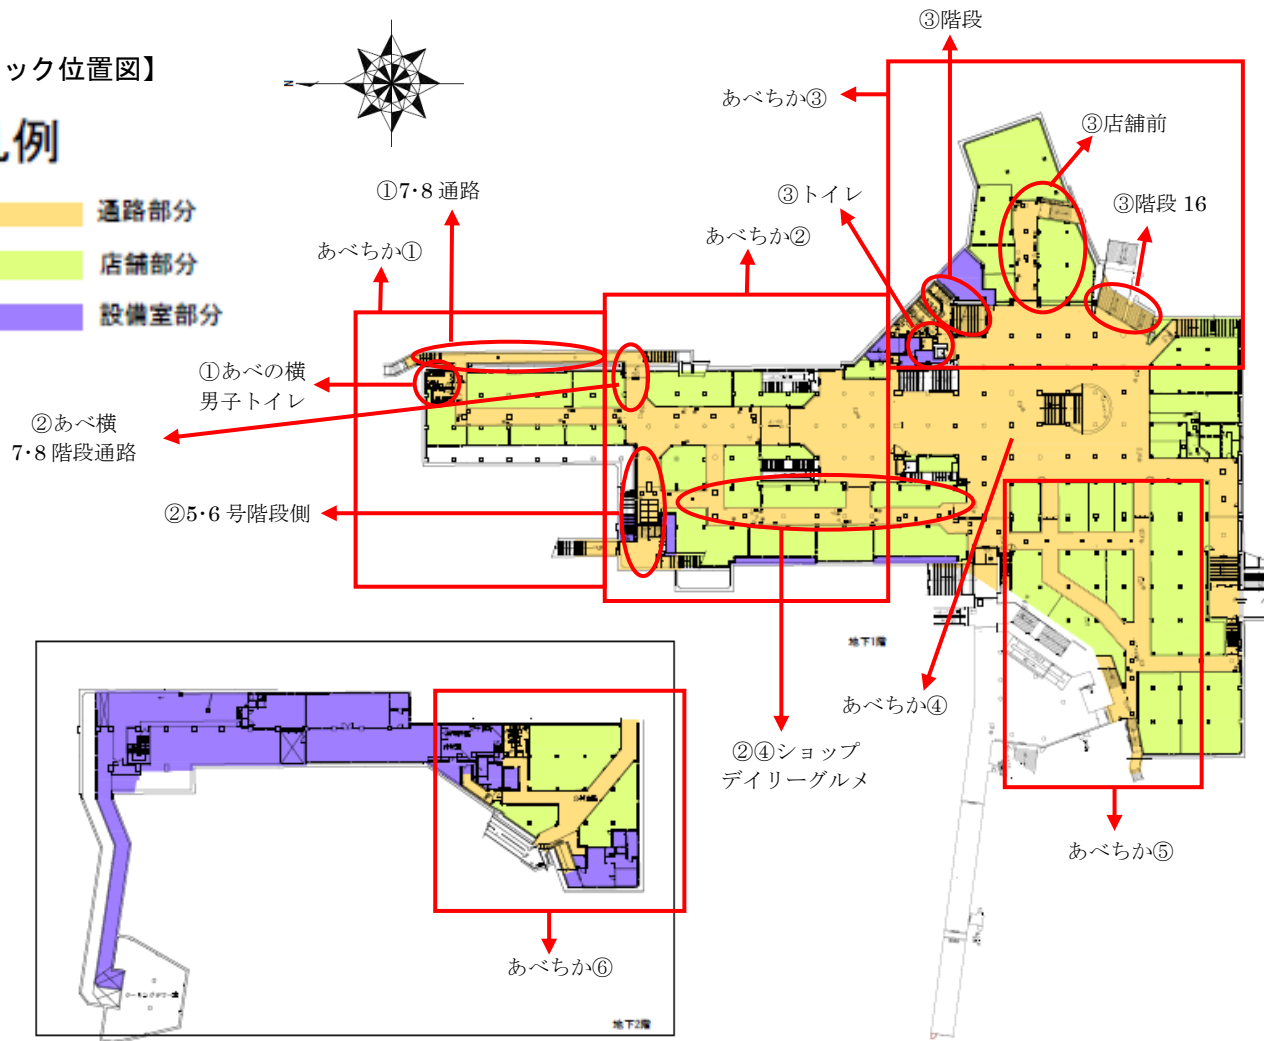 ック位置図】
凡例
通路部分
店舗部分
設備室部分
N
③階段
あべちか③
③店舗前
①7・8 通路
③トイレ
③階段 16
あべちか①
あべちか②
①あべの横
男子トイレ
②あべ横
7・8 階段通路
②5・6 号階段側
地下1階
あべちか④
②④ショップ
デイリーグルメ
あべちか⑤
あべちか⑥
地下2階